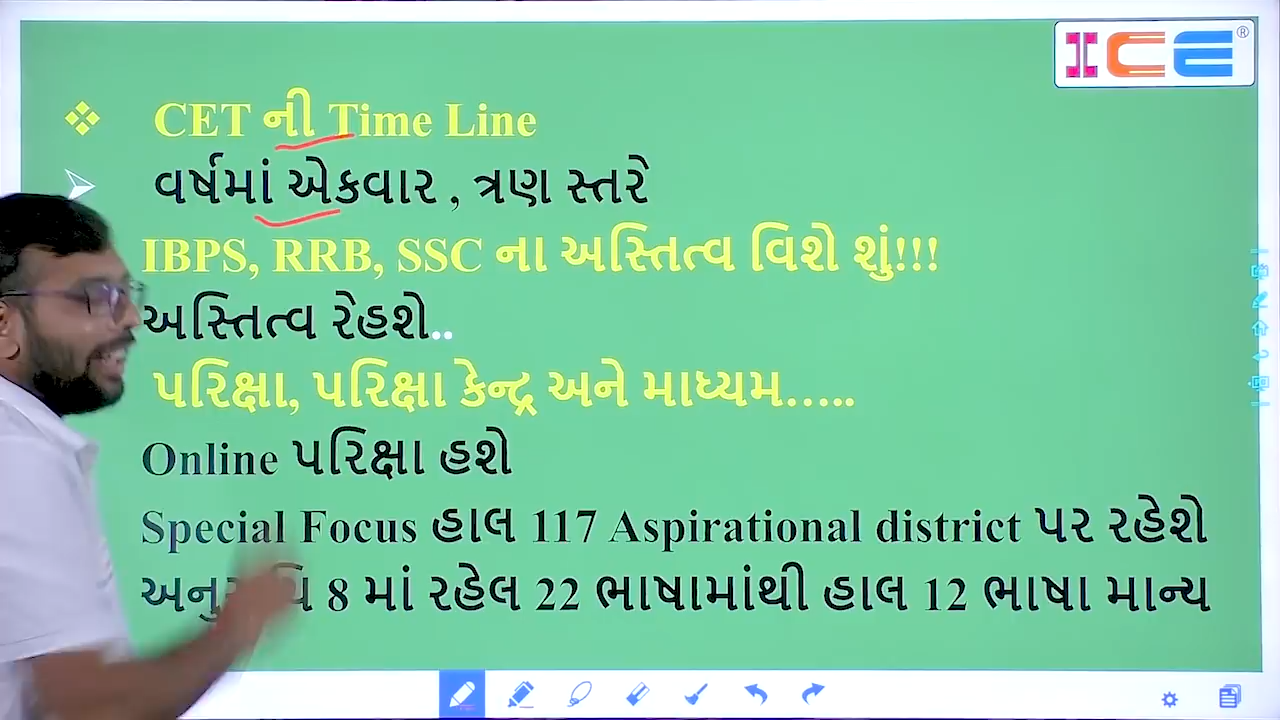 ICE®
CET ની Time Line
વર્ષમાં એકવાર , ત્રણ સ્તરે
IBPS, RRB, SSC ના અસ્તિત્વ વિશે શું!!!
અસ્તિત્વ રેહશે..
પરિક્ષા, પરિક્ષા કેન્દ્ર અને માધ્યમ.....
Online પરિક્ષા હશે
Special Focus હાલ 117 Aspirational district પર રહેશે
8 માં રહેલ 22 ભાષામાંથી હાલ 12 ભાષા માન્ય